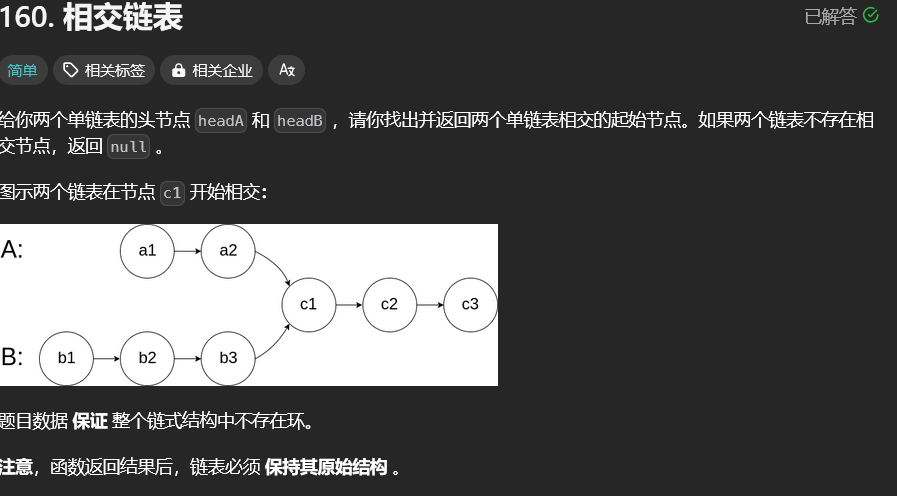 160. 相交链表
已解答
简单 相关标签 相关企业 Aあ
给你两个单链表的头节点 headA 和 headB ，请你找出并返回两个单链表相交的起始节点。如果两个链表不存在相
交节点，返回 null 。
图示两个链表在节点 c1 开始相交：
A: a1 a2
c1 c2 c3
B: b1 b2 b3
题目数据 保证 整个链式结构中不存在环。
注意，函数返回结果后，链表必须 保持其原始结构 。